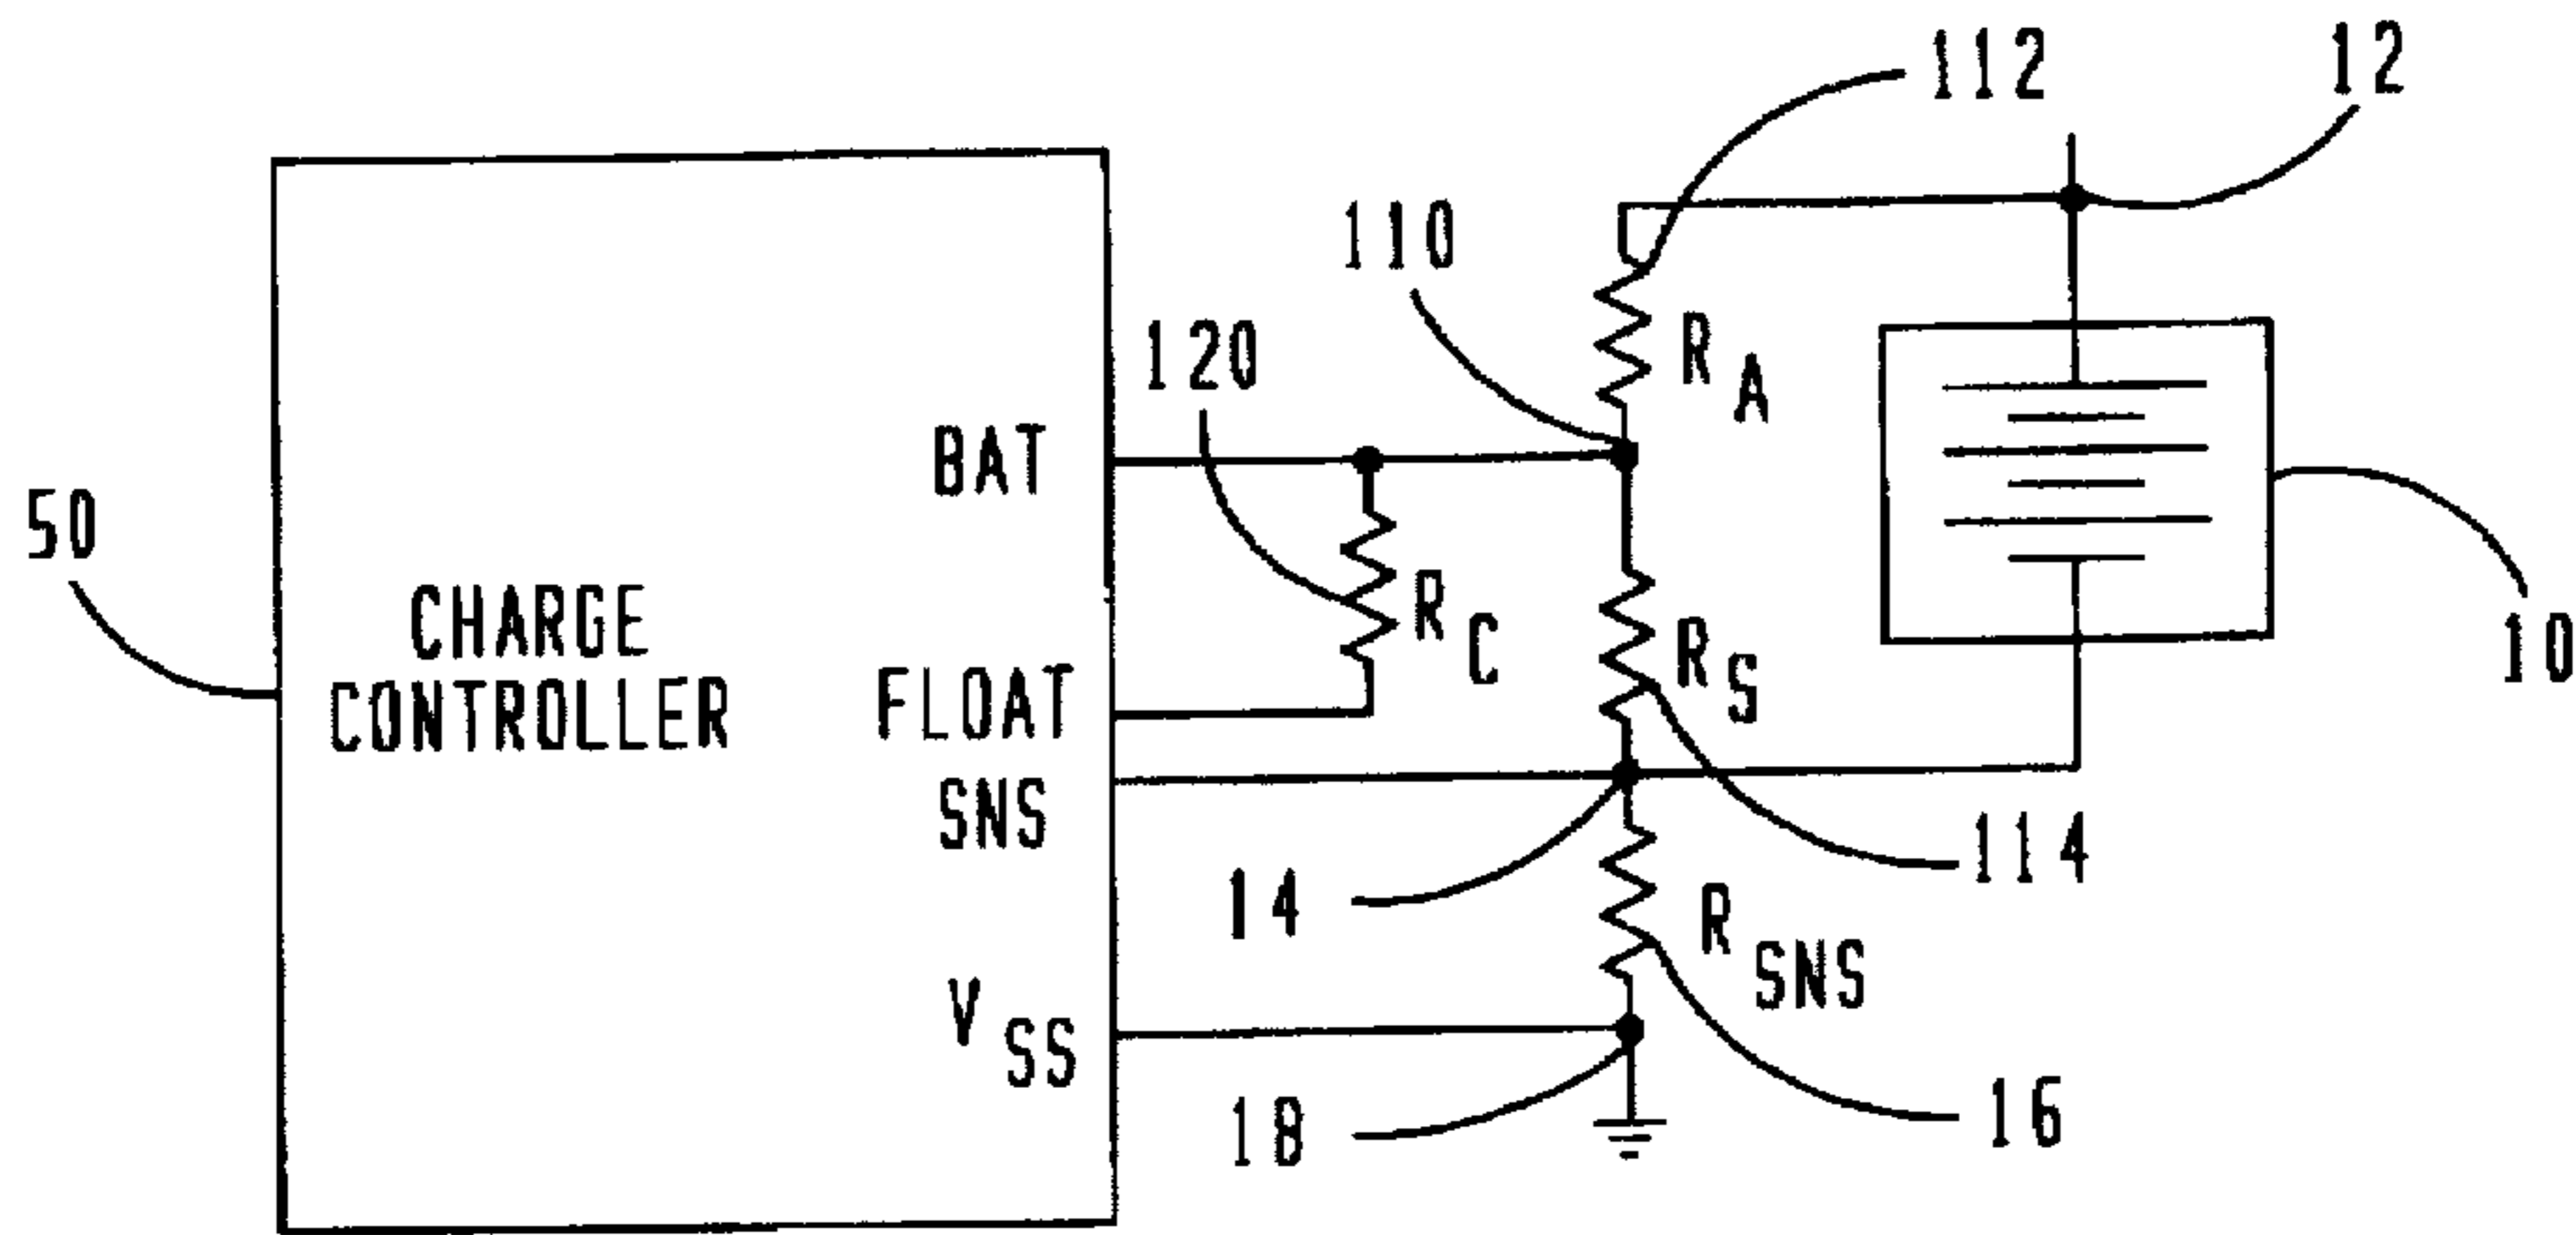 112
12
110
R A
120
BAT
50
R C
CHARGE
CONTROLLER
R S
FLOAT
10
SNS
114
14
R SNS
V SS
18
16